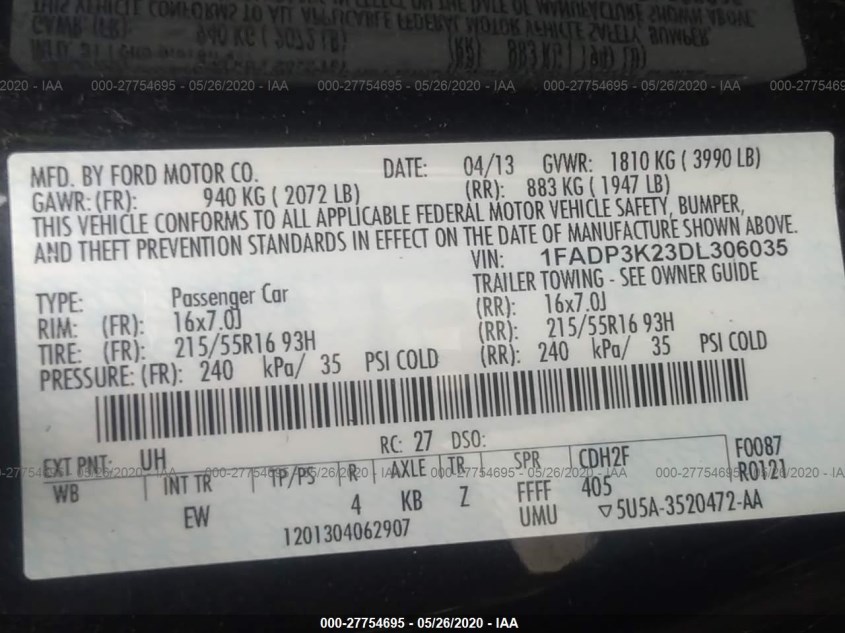 MFD. BY FORD MOTOR CO. DATE: 04/13 GVWR: 1810 KG ( 3990 LB)
GAWR: (FR): 940 KG ( 2072 LB) (RR): 883 KG ( 1947 LB)
THIS VEHICLE CONFORMS TO ALL APPLICABLE FEDERAL MOTOR VEHICLE SAFETY, BUMPER,
AND THEFT PREVENTION STANDARDS IN EFFECT ON THE DATE OF MANUFACTURE SHOWN ABOVE.
VIN: 1FADP3K23DL306035
TYPE: Passenger Car TRAILER TOWING - SEE OWNER GUIDE
RIM: (FR): 16x7.0J (RR): 16x7.0J
TIRE: (FR): 215/55R16 93H (RR): 215/55R16 93H
PRESSURE: (FR): 240 kPa/ 35 PSI COLD (RR): 240 kPa/ 35 PSI COLD
EXT PNT: UH RC: 27 DSO:
WB INT TR TP/PS R AXLE TR SPR CDH2F F0087
EW 4 KB Z FFFF 405 R0121
1201304062907 UMU ▽5U5A-3520472-AA
000-27754695 - 05/26/2020 - IAA